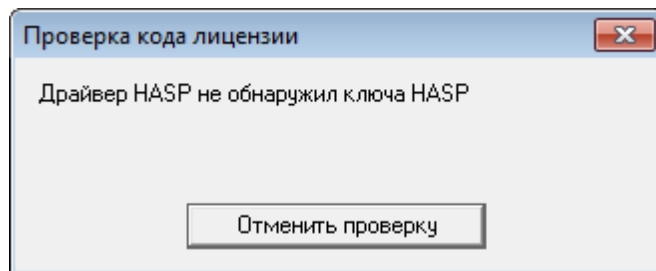 Проверка кода лицензии
Драйвер HASP не обнаружил ключа HASP
Отменить проверку